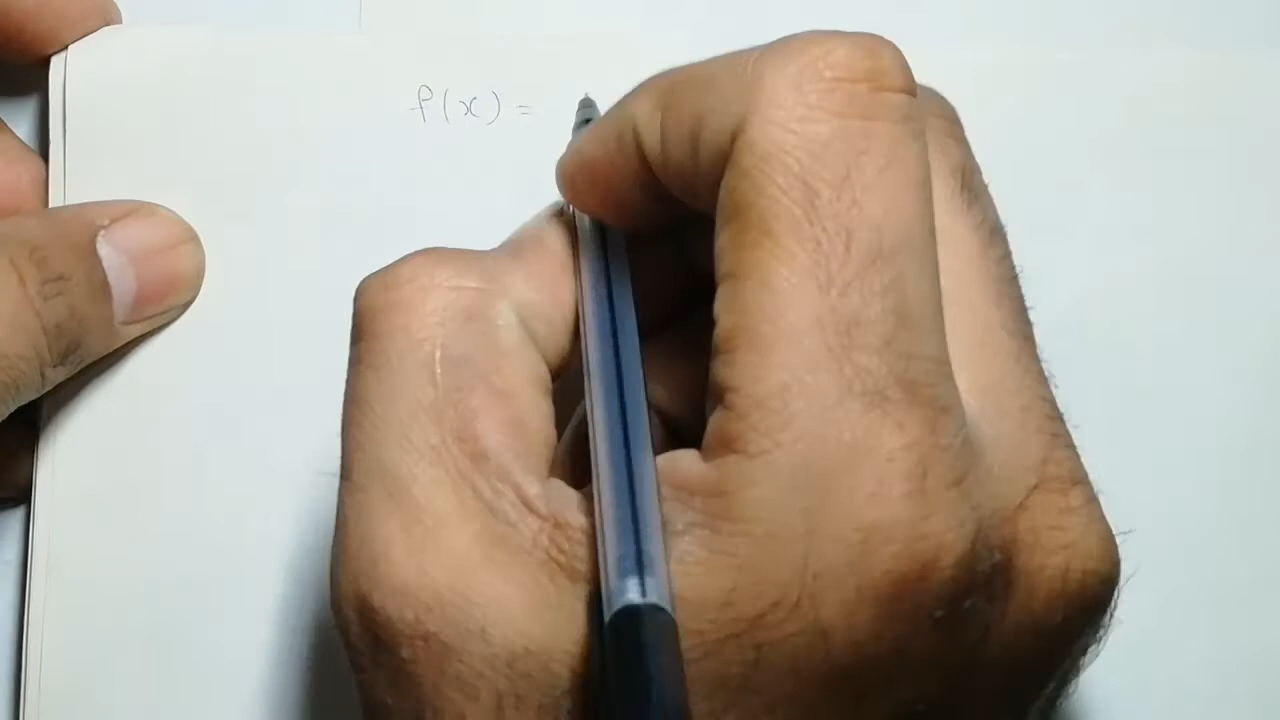 f(x) =